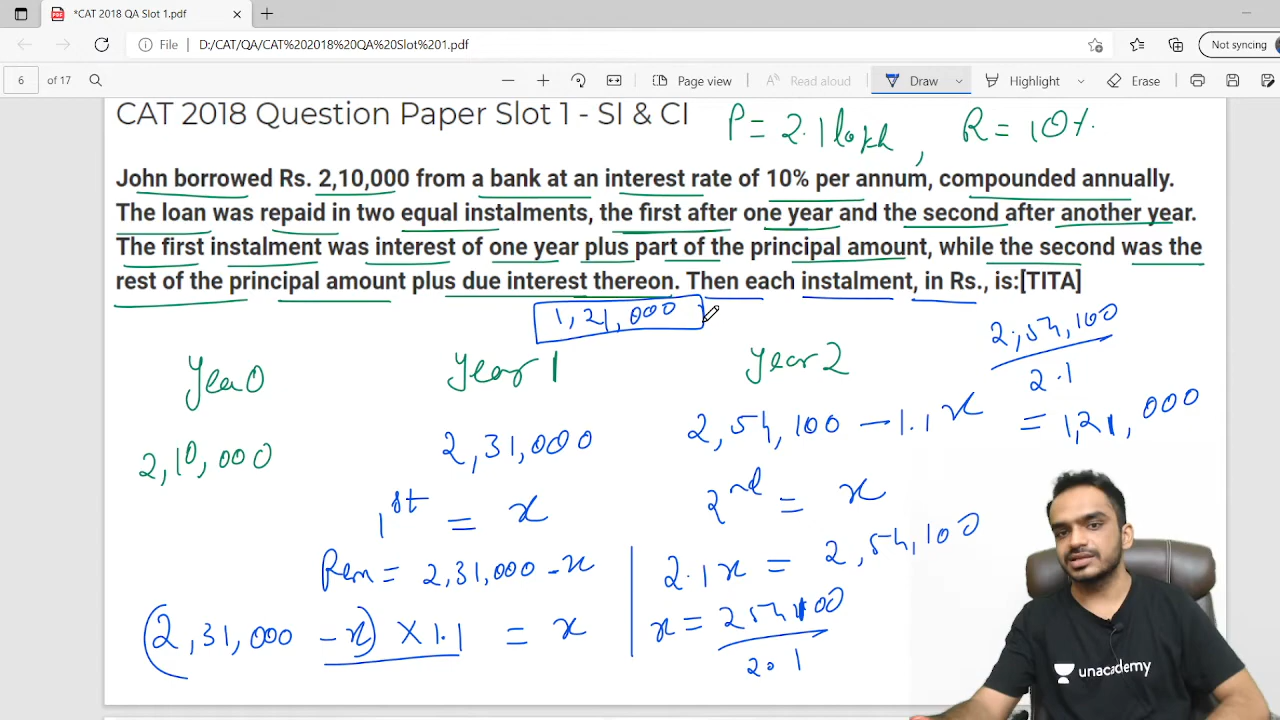 *CAT 2018 QA Slot 1.pdf
File D:/CAT/QA/CAT%202018%20QA%20Slot%201.pdf Not syncing
6 of 17 Page view Read aloud Draw Highlight Erase
CAT 2018 Question Paper Slot 1 - SI & CI
P = 2.1 lakh, R = 10%.
John borrowed Rs. 2,10,000 from a bank at an interest rate of 10% per annum, compounded annually.
The loan was repaid in two equal instalments, the first after one year and the second after another year.
The first instalment was interest of one year plus part of the principal amount, while the second was the
rest of the principal amount plus due interest thereon. Then each instalment, in Rs., is:[TITA]
1,21,000
2,54,100
2.1
= 1,21,000
Year 0 Year 1 Year 2
2,10,000 2,31,000 2,54,100 - 1.1x
1st = x 2nd = x
Rem = 2,31,000 - x 2.1x = 2,54,100
(2,31,000 - x) × 1.1 = x x = 254100
2.1
unacademy